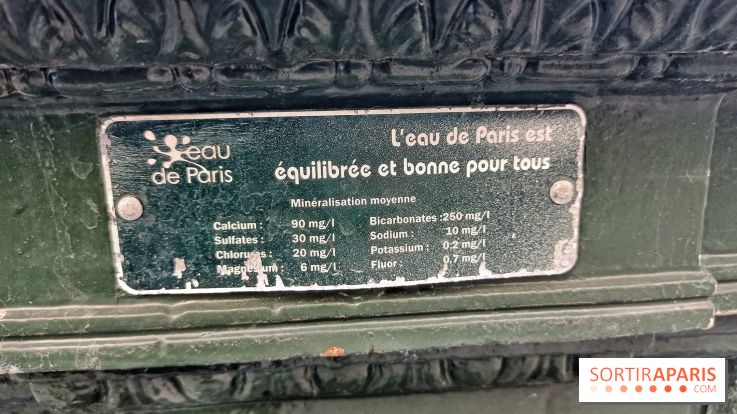 eau
de Paris
L'eau de Paris est
équilibrée et bonne pour tous
Minéralisation moyenne
Calcium : 90 mg/l
Sulfates : 30 mg/l
Chlorures : 20 mg/l
Magnésium : 6 mg/l
Bicarbonates : 250 mg/l
Sodium : 10 mg/l
Potassium : 0,2 mg/l
Fluor : 0,7 mg/l
SORTIRAPARIS